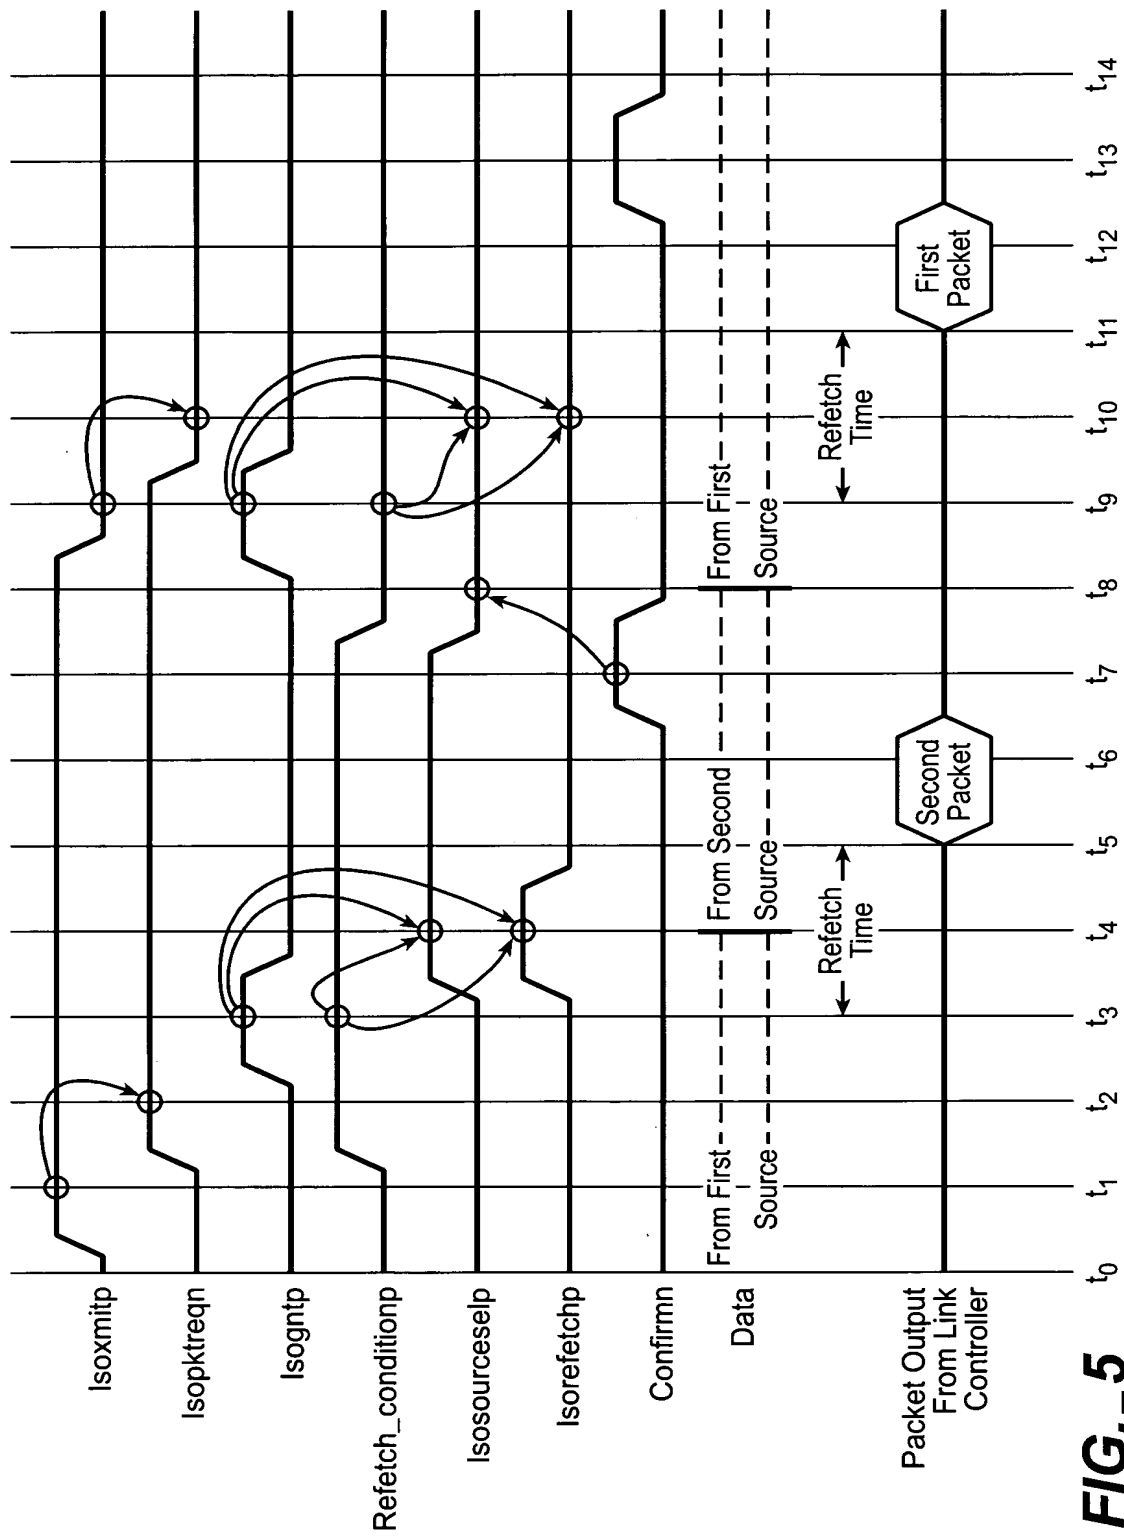 Isoxmitp
Isopktreqn
Isogntp
Refetch_conditionp
Isosourceselp
Isorefetchp
Confirmn
Data
From First
Source
From Second
Source
From First
Source
Refetch
Time
Refetch
Time
Packet Output
From Link
Controller
Second
Packet
First
Packet
t0 t1 t2 t3 t4 t5 t6 t7 t8 t9 t10 t11 t12 t13 t14
FIG._5